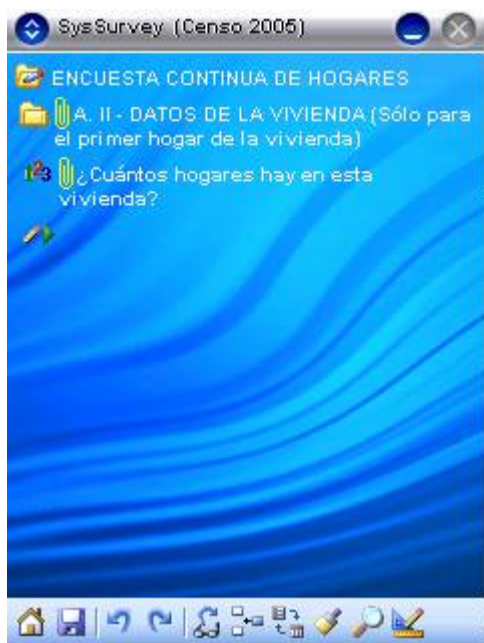 SysSurvey (Censo 2005)
ENCUESTA CONTINUA DE HOGARES
A. II - DATOS DE LA VIVIENDA (Sólo para
el primer hogar de la vivienda)
123 ¿Cuántos hogares hay en esta
vivienda?